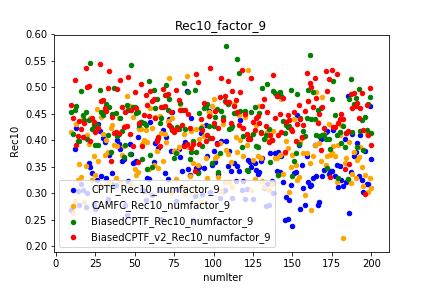 Rec10_factor_9
0.60
0.55
0.50
0.45
0.40
0.35
0.30
0.25
0.20
Rec10
CPTF_Rec10_numfactor_9
CAMFC_Rec10_numfactor_9
BiasedCPTF_Rec10_numfactor_9
BiasedCPTF_v2_Rec10_numfactor_9
0 25 50 75 100 125 150 175 200
numIter